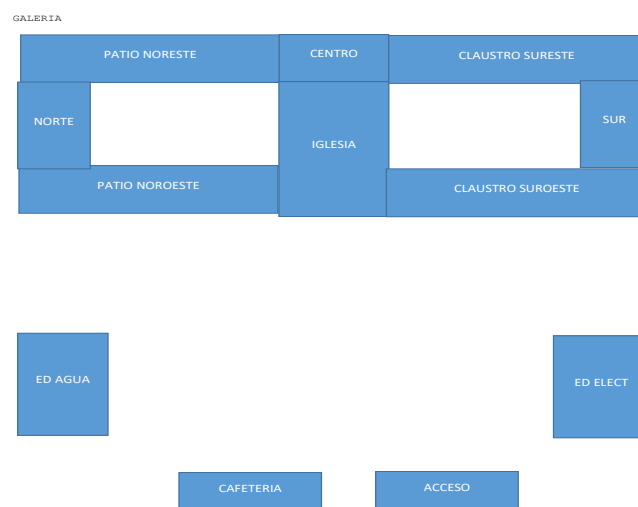 GALERIA
PATIO NORESTE
CENTRO
CLAUSTRO SURESTE
NORTE
IGLESIA
SUR
PATIO NOROESTE
CLAUSTRO SUROESTE
ED AGUA
ED ELECT
CAFETERIA
ACCESO